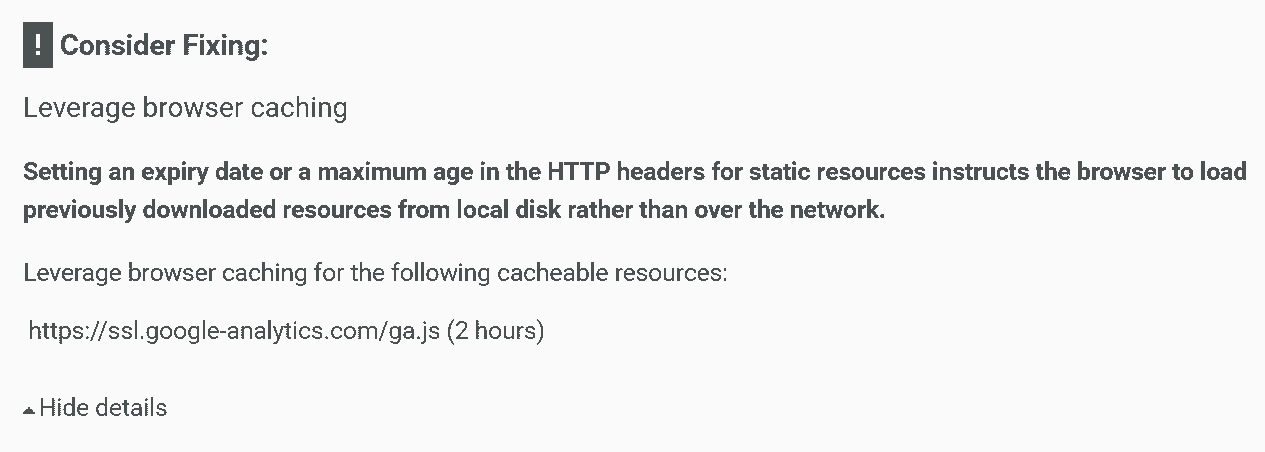 ! Consider Fixing:
Leverage browser caching
Setting an expiry date or a maximum age in the HTTP headers for static resources instructs the browser to load
previously downloaded resources from local disk rather than over the network.
Leverage browser caching for the following cacheable resources:
https://ssl.google-analytics.com/ga.js (2 hours)
Hide details